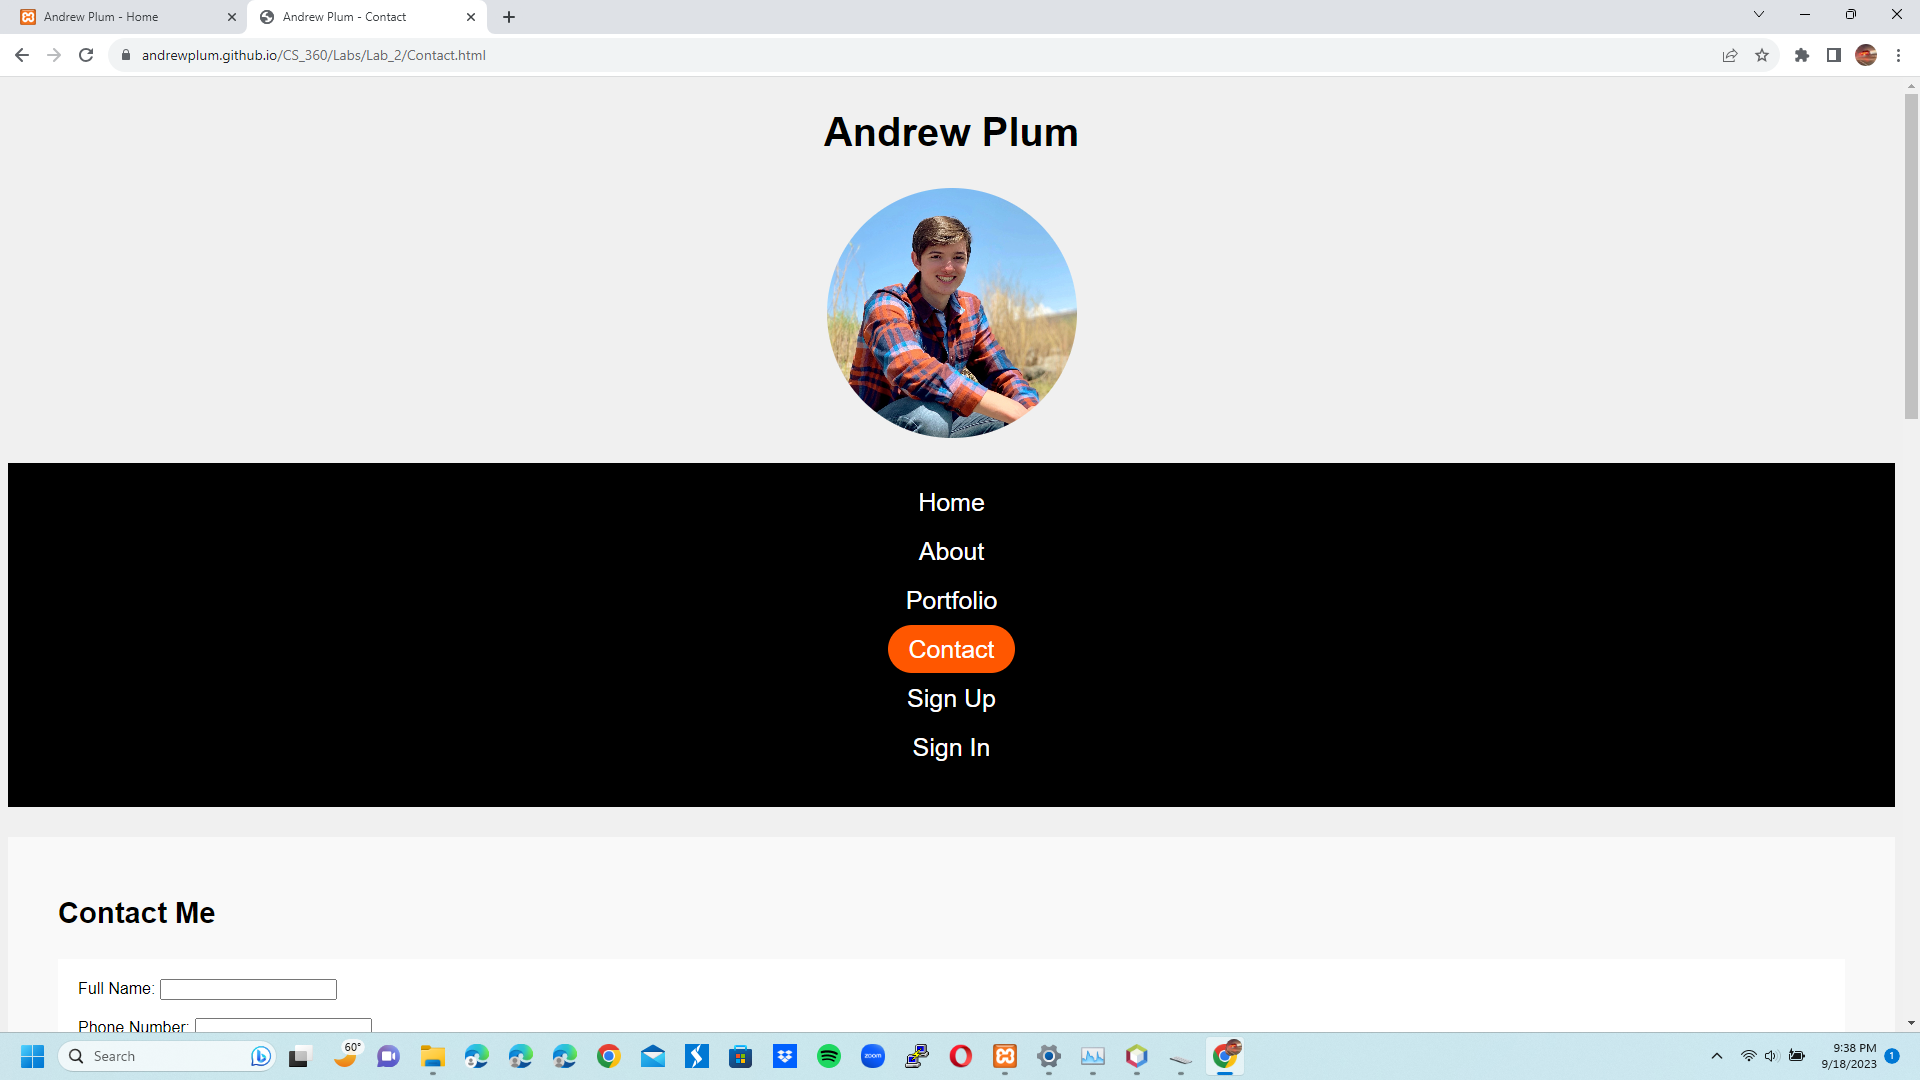 Andrew Plum - Home
Andrew Plum - Contact
andrewplum.github.io/CS_360/Labs/Lab_2/Contact.html
Andrew Plum
Home
About
Portfolio
Contact
Sign Up
Sign In
Contact Me
Full Name:
Phone Number:
Search
60°
zoom
9:38 PM
9/18/2023
1